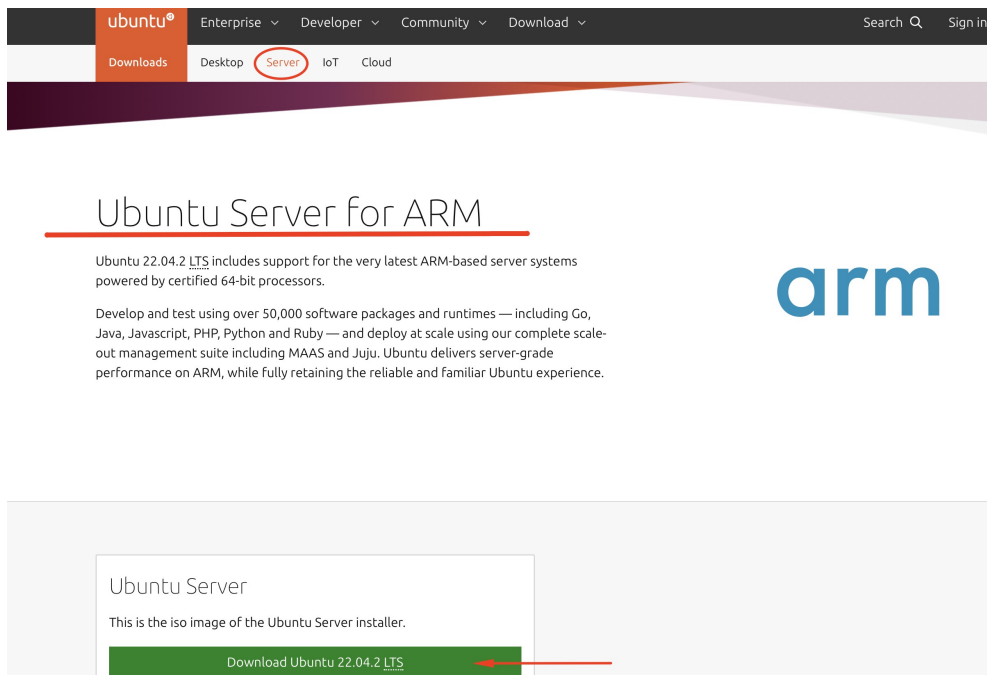 ubuntu® Enterprise Developer Community Download Search Sign in
Downloads Desktop Server IoT Cloud
Ubuntu Server for ARM
Ubuntu 22.04.2 LTS includes support for the very latest ARM-based server systems
powered by certified 64-bit processors.
Develop and test using over 50,000 software packages and runtimes — including Go,
Java, Javascript, PHP, Python and Ruby — and deploy at scale using our complete scale-
out management suite including MAAS and Juju. Ubuntu delivers server-grade
performance on ARM, while fully retaining the reliable and familiar Ubuntu experience.
arm
Ubuntu Server
This is the iso image of the Ubuntu Server installer.
Download Ubuntu 22.04.2 LTS